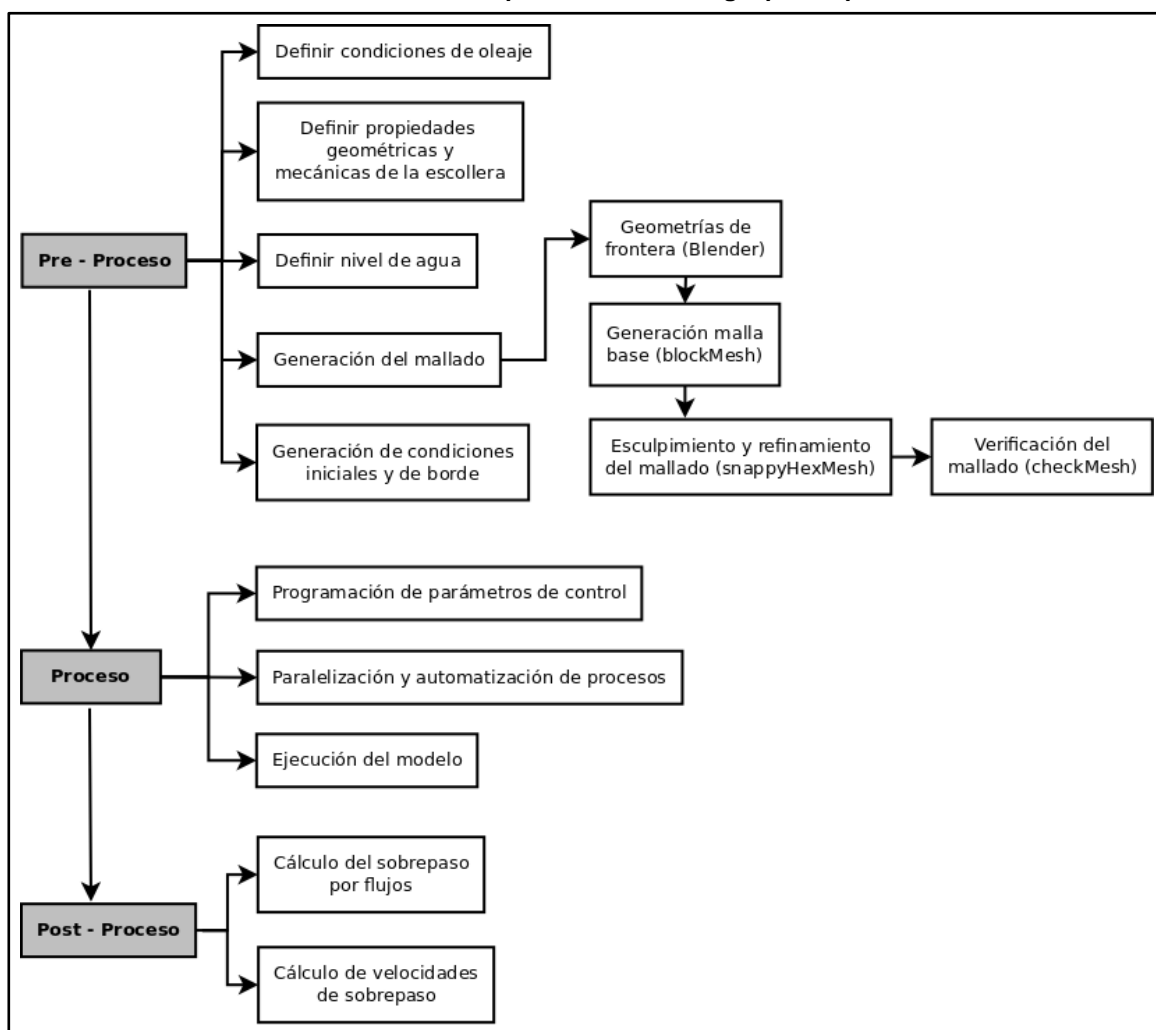 Definir condiciones de oleaje
Definir propiedades
geométricas y
mecánicas de la escollera
Pre - Proceso
Definir nivel de agua
Geometrías de
frontera (Blender)
Generación del mallado
Generación malla
base (blockMesh)
Generación de condiciones
iniciales y de borde
Esculpimiento y refinamiento
del mallado (snappyHexMesh)
Verificación del
mallado (checkMesh)
Programación de parámetros de control
Proceso
Paralelización y automatización de procesos
Ejecución del modelo
Cálculo del sobrepaso
por flujos
Post - Proceso
Cálculo de velocidades
de sobrepaso